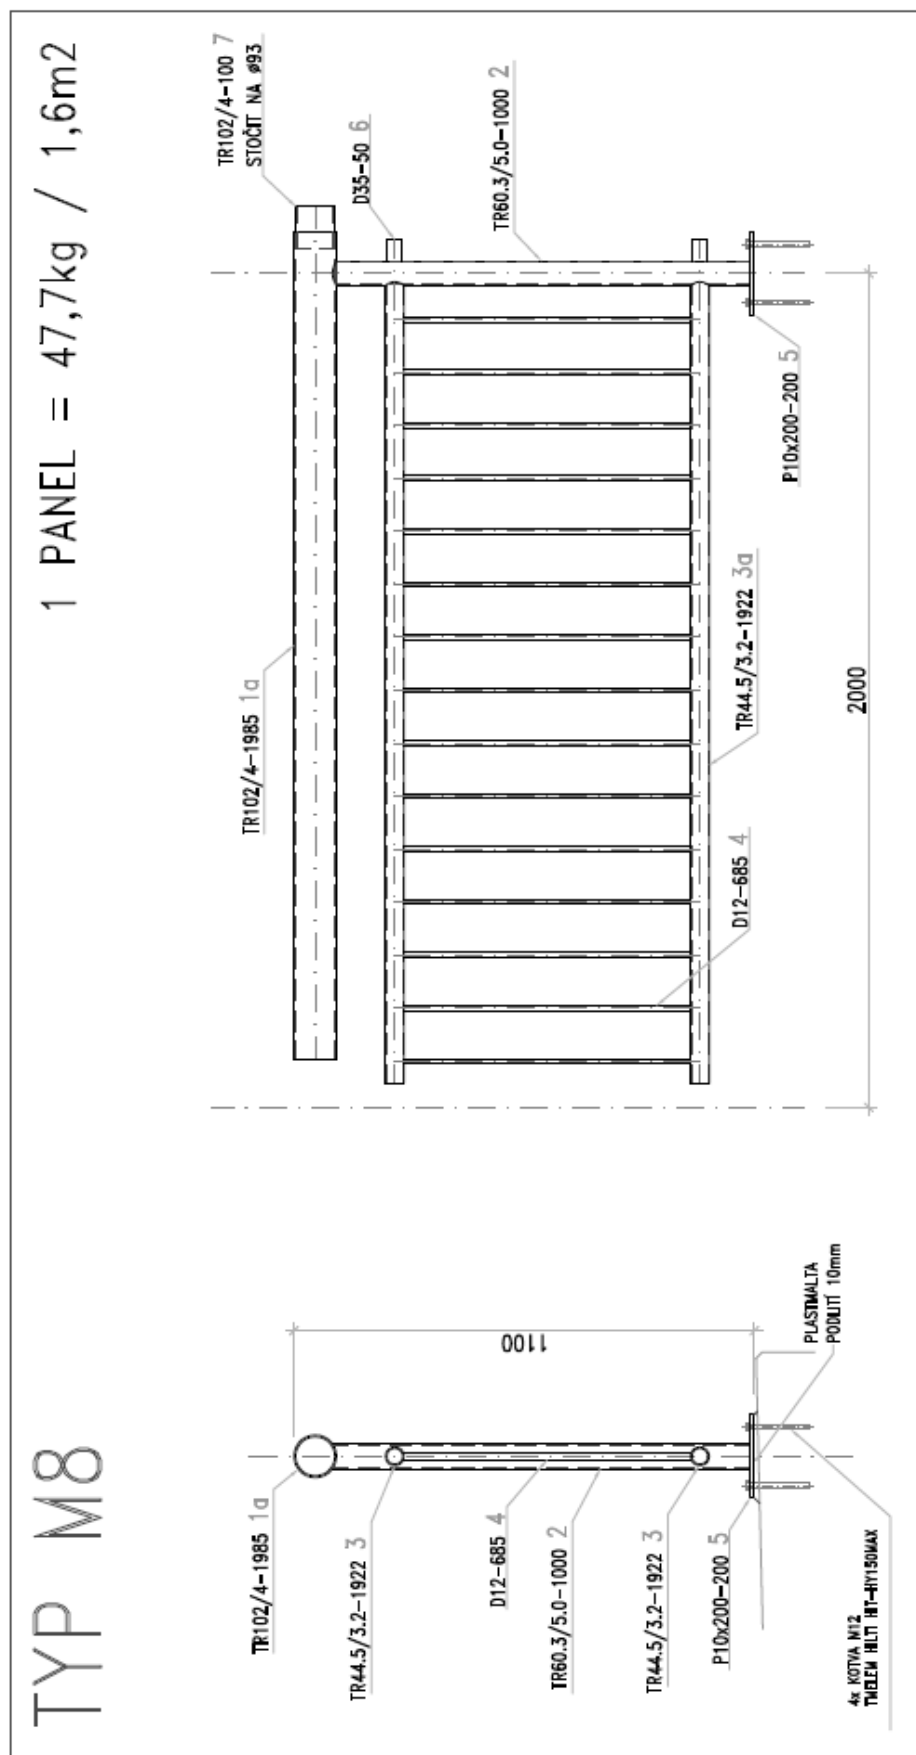 TYP M8
1 PANEL = 47,7kg / 1,6m2
TR102/4-1985 1a
TR44.5/3.2-1922 3
D12-685 4
TR60.3/5.0-1000 2
TR44.5/3.2-1922 3
P10x200-200 5
4x KOTVA M12
TMELEM HILTI HIT-HY150MAX
1100
PLASTMALTA
PODLITÍ 10mm
TR102/4-1985 1a
TR102/4-100 7
STOČIT NA ø93
D35-50 6
TR60.3/5.0-1000 2
P10x200-200 5
TR44.5/3.2-1922 3a
D12-685 4
2000